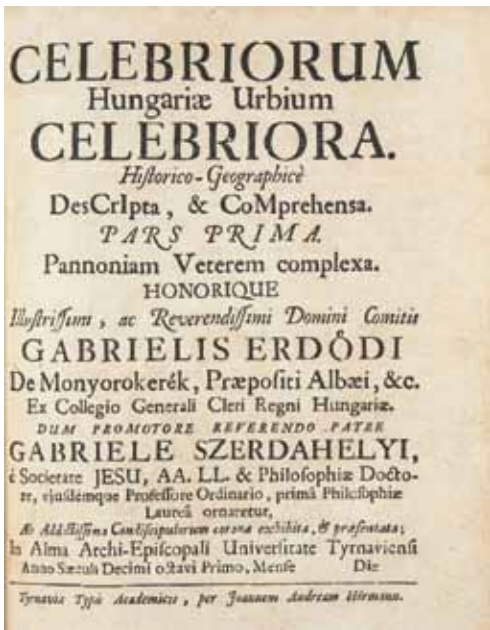 CELEBRIORUM
Hungariæ Urbium
CELEBRIORA.
Historico-Geographicè
DesCrIpta, & CoMprehensa.
PARS PRIMA.
Pannoniam Veterem complexa.
HONORIQUE
Illustrissimi, ac Reverendissimi Domini Comitis
GABRIELIS ERDÖDI
De Monyorokerék, Præpositi Albæi, &c.
Ex Collegio Generali Cleri Regni Hungariæ.
DUM PROMOTORE REVERENDO PATRE
GABRIELE SZERDAHELYI,
è Societate JESU, AA. LL. & Philosophiæ Docto-
re, ejusdemque Professore Ordinario, primâ Philosophiæ
Laureâ ornaretur,
Ab Addictissima Condiscipulorum corona exhibita, & præsentata;
In Alma Archi-Episcopali Universitate Tyrnaviensi
Anno Sæculi Decimi octavi Primo, Mense Die
Tyrnaviæ Typis Academicis, per Joannem Andream Hörmann.